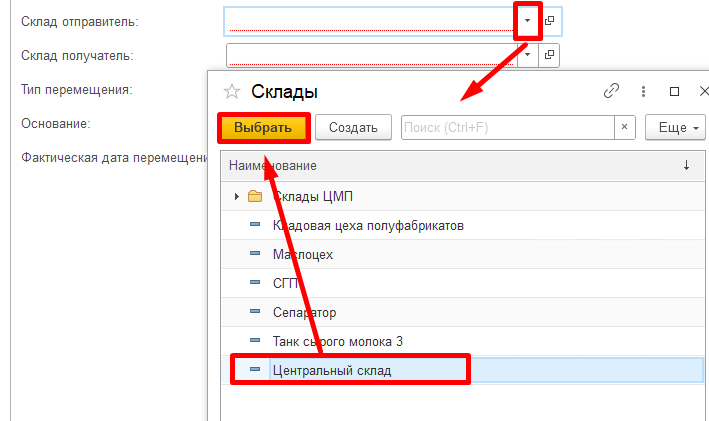 Склад отправитель:
Склад получатель:
Тип перемещения:
Основание:
Фактическая дата перемещени
Склады
Выбрать Создать Поиск (Ctrl+F) × Еще
Наименование ↓
Склады ЦМП
Кладовая цеха полуфабрикатов
Маслоцех
СГП
Сепаратор
Танк сырого молока 3
Центральный склад